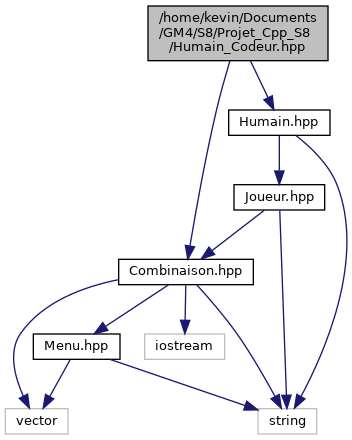 /home/kevin/Documents
/GM4/S8/Projet_Cpp_S8
/Humain_Codeur.hpp
Humain.hpp
Joueur.hpp
Combinaison.hpp
Menu.hpp
iostream
vector
string